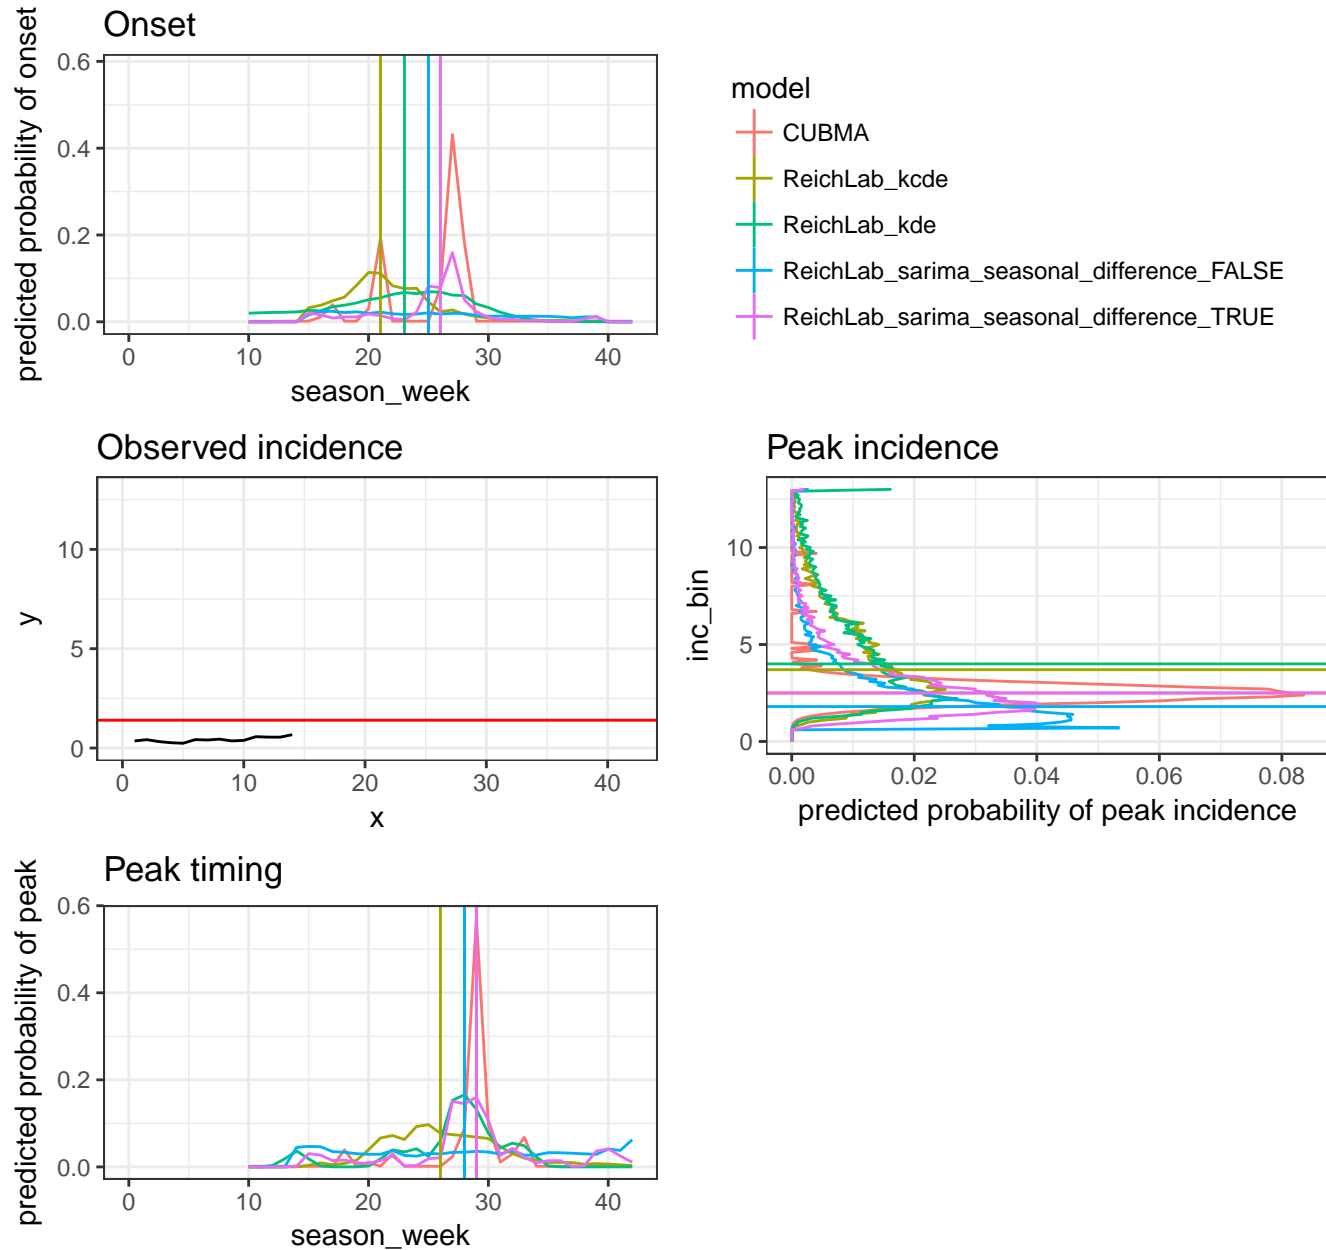 Onset
predicted probability of onset
0.6
0.4
0.2
0.0
0 10 20 30 40
season_week
model
CUBMA
ReichLab_kcde
ReichLab_kde
ReichLab_sarima_seasonal_difference_FALSE
ReichLab_sarima_seasonal_difference_TRUE
Observed incidence
y
10
5
0
0 10 20 30 40
x
Peak incidence
inc_bin
10
5
0
0.00 0.02 0.04 0.06 0.08
predicted probability of peak incidence
Peak timing
predicted probability of peak
0.6
0.4
0.2
0.0
0 10 20 30 40
season_week